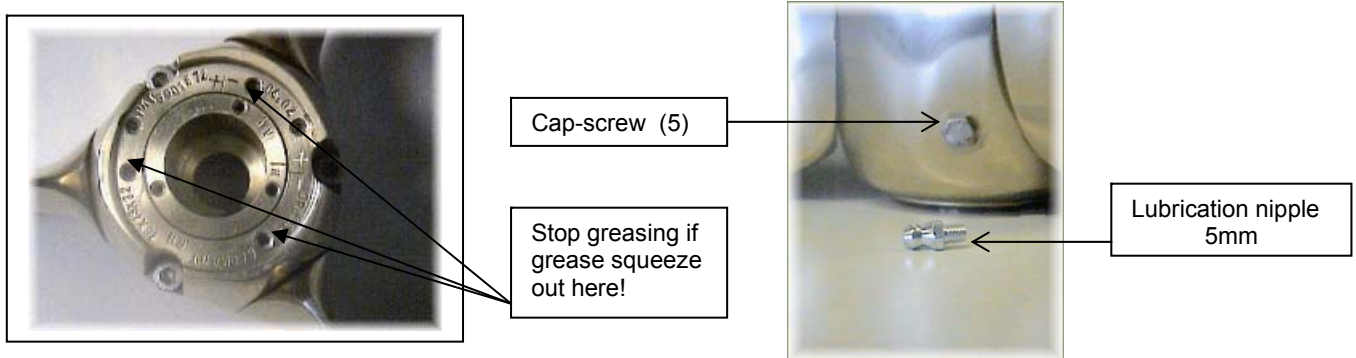 Cap-screw (5)
Stop greasing if
grease squeeze
out here!
Lubrication nipple
5mm